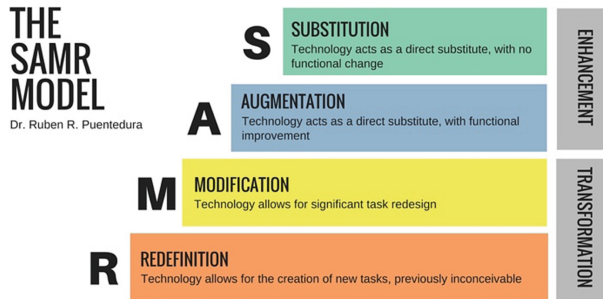 THE
SAMR
MODEL
Dr. Ruben R. Puentedura
S
SUBSTITUTION
Technology acts as a direct substitute, with no
functional change
A
AUGMENTATION
Technology acts as a direct substitute, with functional
improvement
ENHANCEMENT
M
MODIFICATION
Technology allows for significant task redesign
R
REDEFINITION
Technology allows for the creation of new tasks, previously inconceivable
TRANSFORMATION